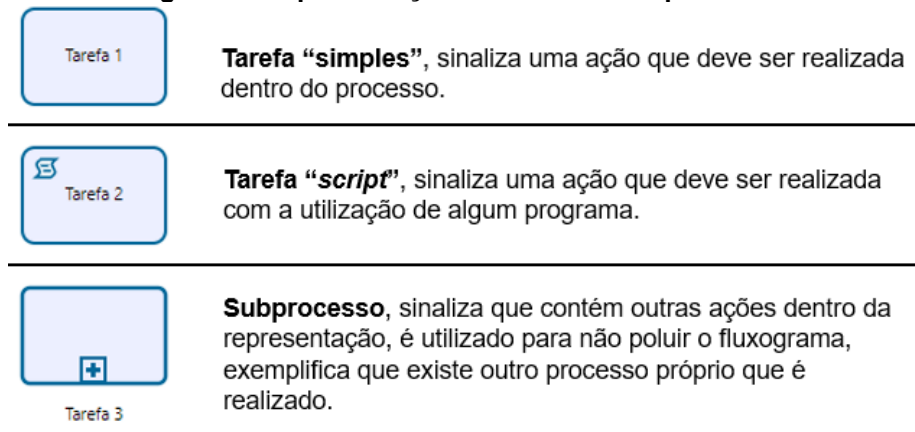 Tarefa 1
Tarefa “simples”, sinaliza uma ação que deve ser realizada
dentro do processo.
Tarefa 2
Tarefa “script”, sinaliza uma ação que deve ser realizada
com a utilização de algum programa.
Subprocesso, sinaliza que contém outras ações dentro da
representação, é utilizado para não poluir o fluxograma,
exemplifica que existe outro processo próprio que é
realizado.
Tarefa 3